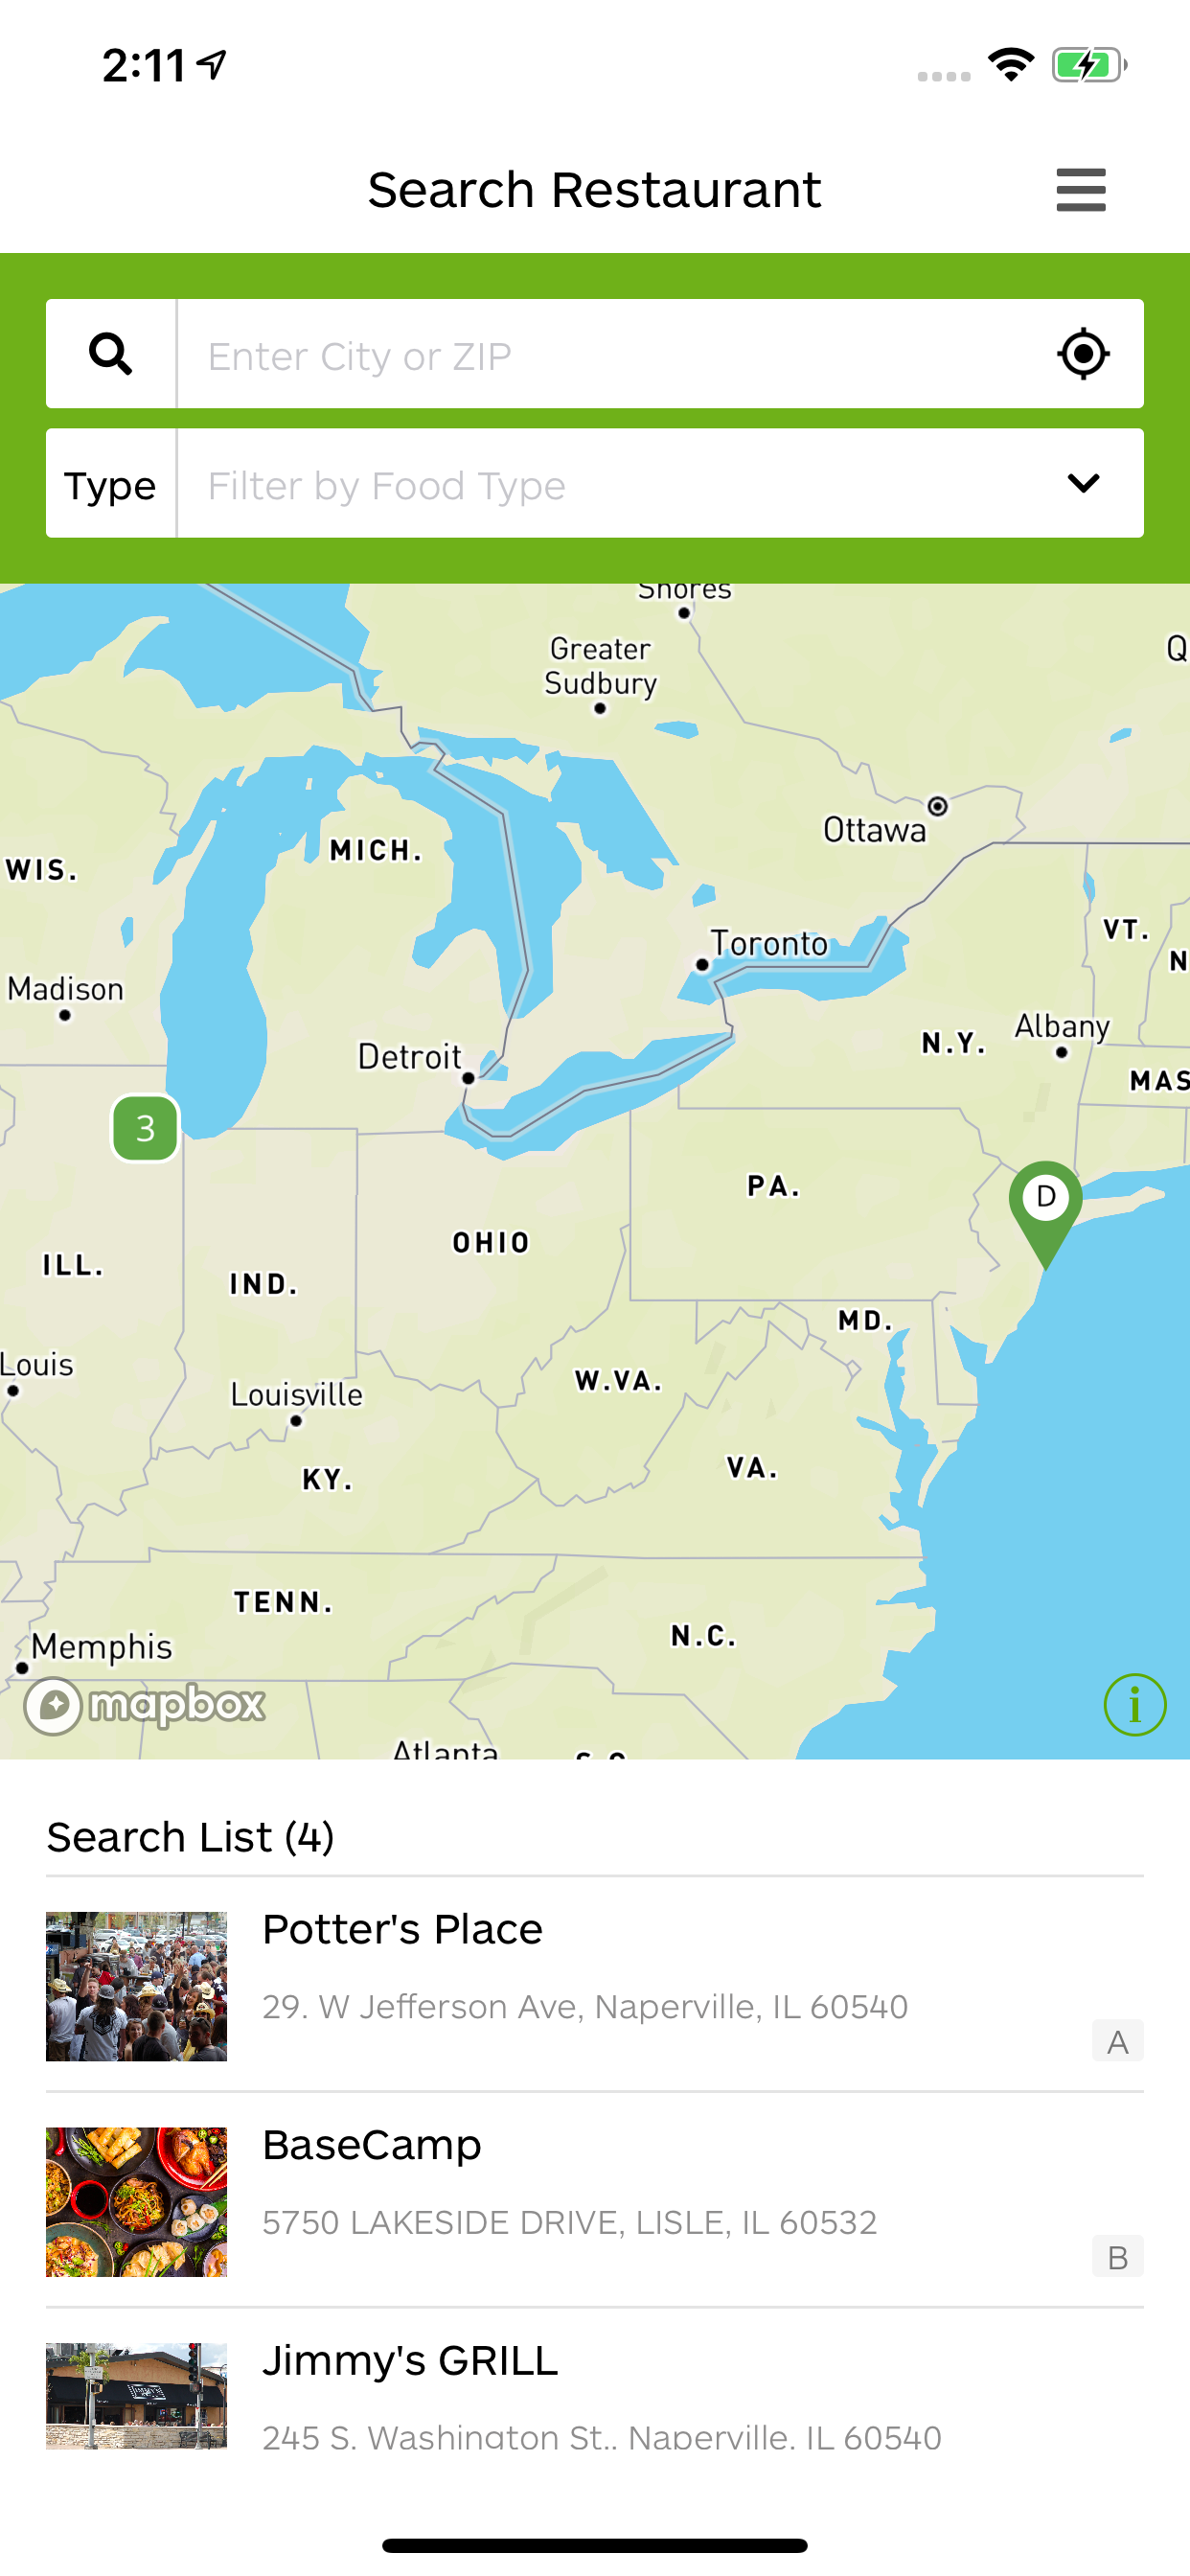 2:11
Search Restaurant
Enter City or ZIP
Type
Filter by Food Type
Shores
Greater
Sudbury
Q
Ottawa
MICH.
WIS.
VT.
Toronto
N
Madison
Albany
N.Y.
Detroit
MAS
3
PA.
D
OHIO
ILL.
IND.
MD.
Louis
W.VA.
Louisville
VA.
KY.
TENN.
N.C.
Memphis
mapbox
i
Atlanta
S.C.
Search List (4)
Potter's Place
29. W Jefferson Ave, Naperville, IL 60540
A
BaseCamp
5750 LAKESIDE DRIVE, LISLE, IL 60532
B
Jimmy's GRILL
245 S. Washington St., Naperville, IL 60540